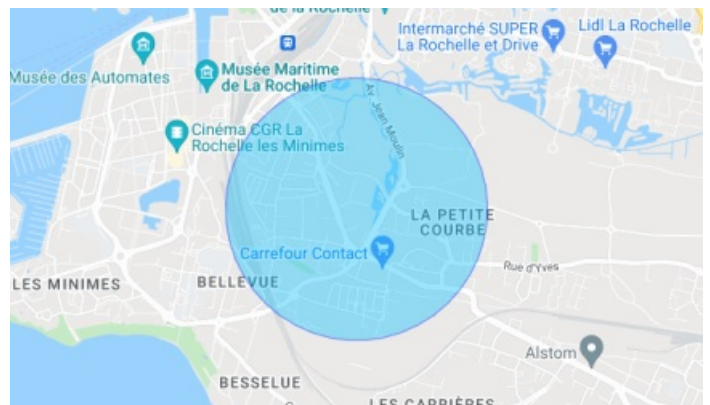 de la Rochelle
Intermarché SUPER
La Rochelle et Drive
Lidl La Rochelle
Musée des Automates
Musée Maritime
de La Rochelle
Av. Jean Moulin
Cinéma CGR La
Rochelle les Minimes
LA PETITE
COURBE
Carrefour Contact
Rue d'Yves
LES MINIMES
BELLEVUE
Alstom
BESSELUE
LES CARRIÈRES